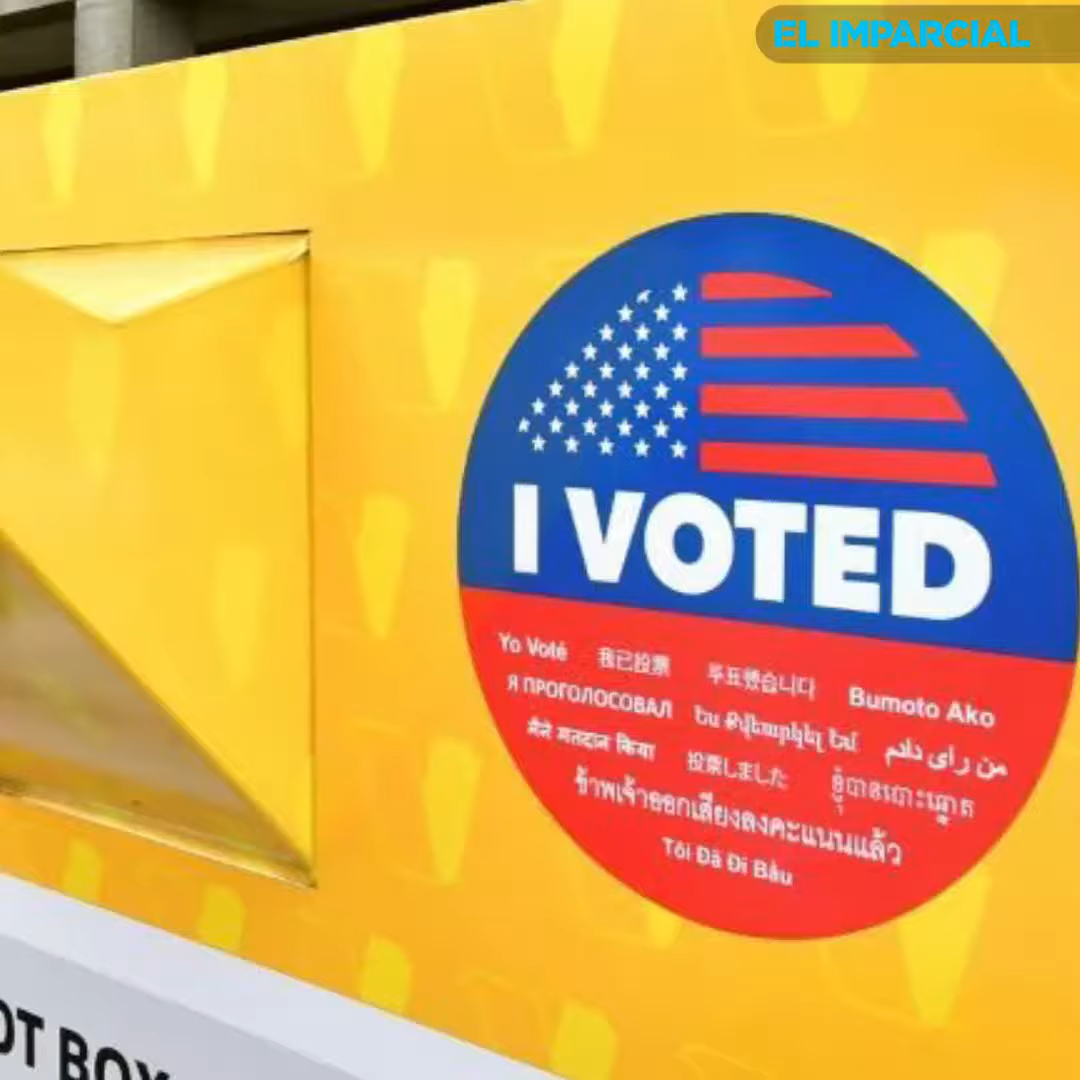 EL IMPARCIAL
I VOTED
Yo Voté 我已投票 투표했습니다 Bumoto Ako
Я ПРОГОЛОСОВАЛ Ես Քվեարկել Եմ من رای دادم
मैंने मतदान किया 投票しました ខ្ញុំបានបោះឆ្នោត
ข้าพเจ้าออกเสียงลงคะแนนแล้ว
Tôi Đã Đi Bầu
OT BOX